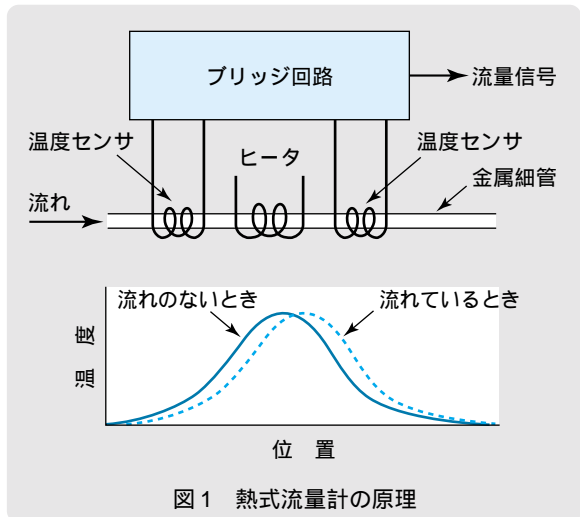 ブリッジ回路
流量信号
温度センサ
ヒータ
温度センサ
金属細管
流れ
流れのないとき
流れているとき
温 度
位 置
図1 熱式流量計の原理